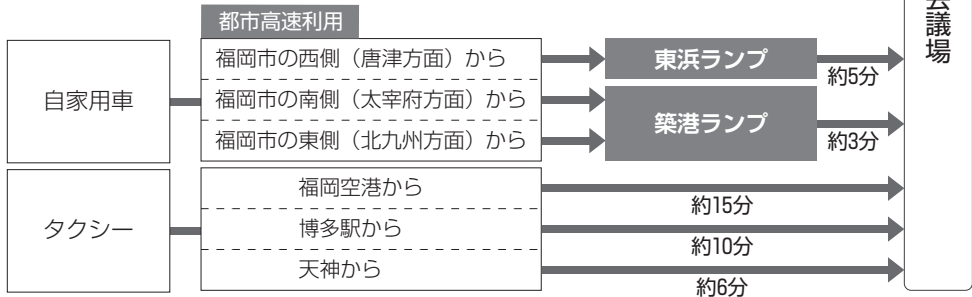 都市高速利用
自家用車
福岡市の西側（唐津方面）から
東浜ランプ
約5分
福岡市の南側（太宰府方面）から
福岡市の東側（北九州方面）から
築港ランプ
約3分
タクシー
福岡空港から
約15分
博多駅から
約10分
天神から
約6分
会議場